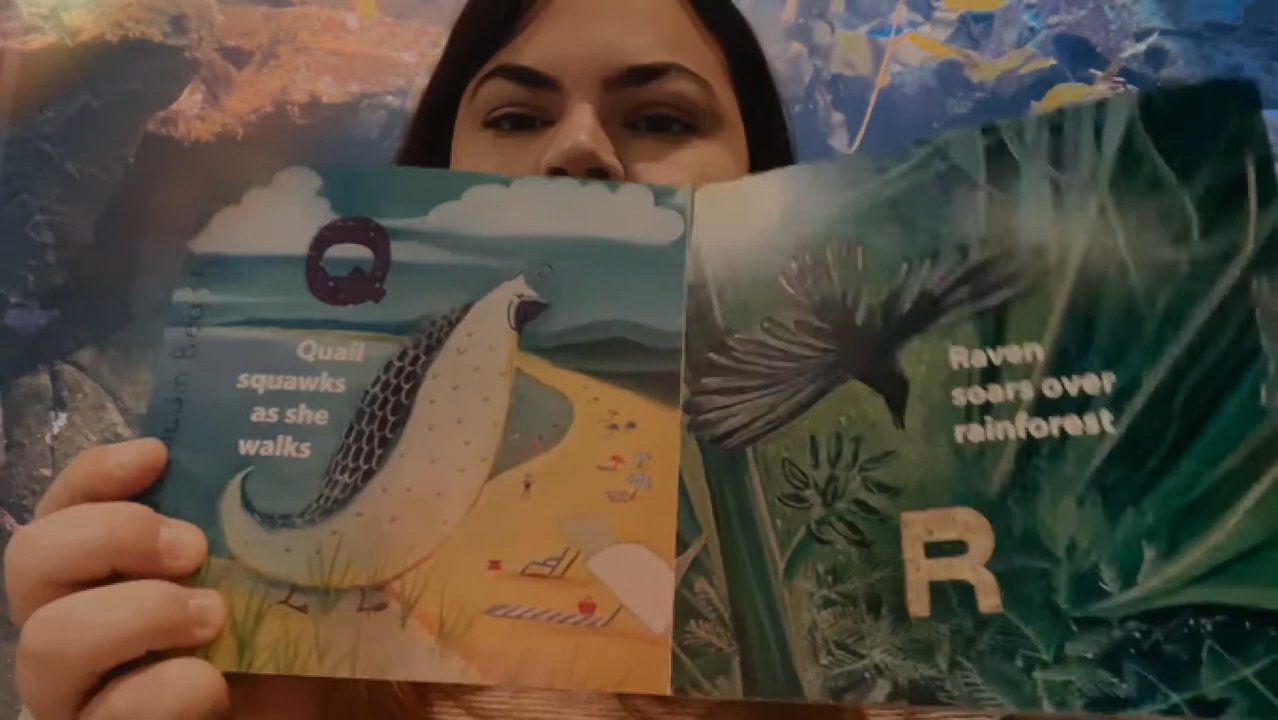 Q
Quail
squawks
as she
walks
Raven
soars over
rainforest
R